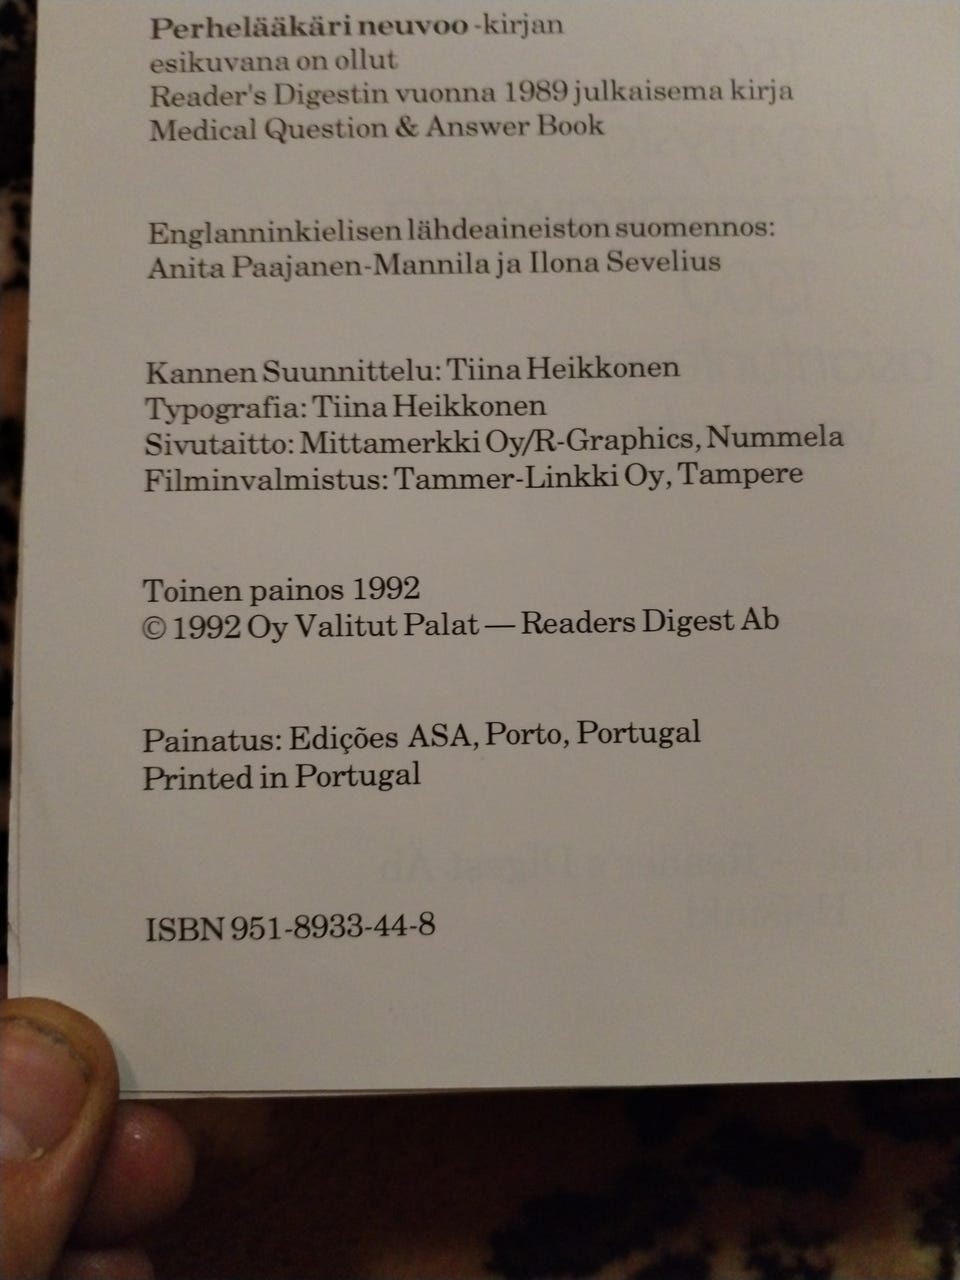 Perhelääkäri neuvoo -kirjan
esikuvana on ollut
Reader's Digestin vuonna 1989 julkaisema kirja
Medical Question & Answer Book
Englanninkielisen lähdeaineiston suomennos:
Anita Paajanen-Mannila ja Ilona Sevelius
Kannen Suunnittelu: Tiina Heikkonen
Typografia: Tiina Heikkonen
Sivutaitto: Mittamerkki Oy/R-Graphics, Nummela
Filminvalmistus: Tammer-Linkki Oy, Tampere
Toinen painos 1992
© 1992 Oy Valitut Palat — Readers Digest Ab
Painatus: Edições ASA, Porto, Portugal
Printed in Portugal
ISBN 951-8933-44-8